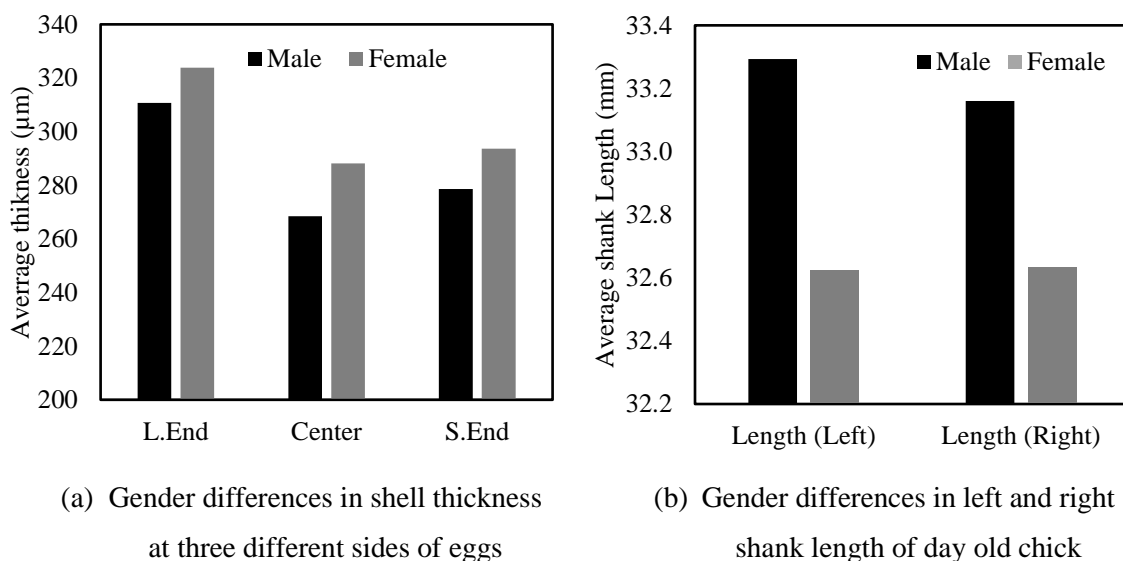 340
320
300
280
260
240
220
200
Averrage thikness (µm)
Male Female
L.End Center S.End
(a) Gender differences in shell thickness
at three different sides of eggs
33.4
33.2
33.0
32.8
32.6
32.4
32.2
Average shank Length (mm)
Male Female
Length (Left) Length (Right)
(b) Gender differences in left and right
shank length of day old chick